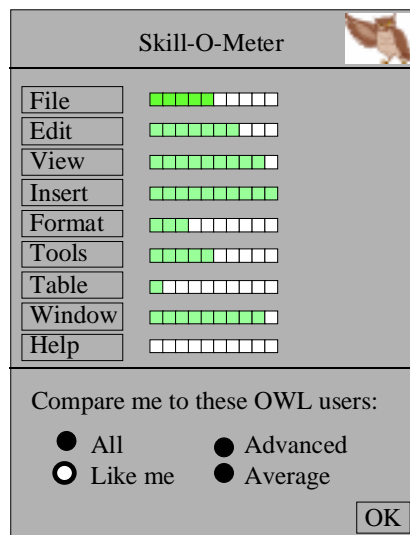 Skill-O-Meter
File
Edit
View
Insert
Format
Tools
Table
Window
Help
Compare me to these OWL users:
All Advanced
Like me Average
OK